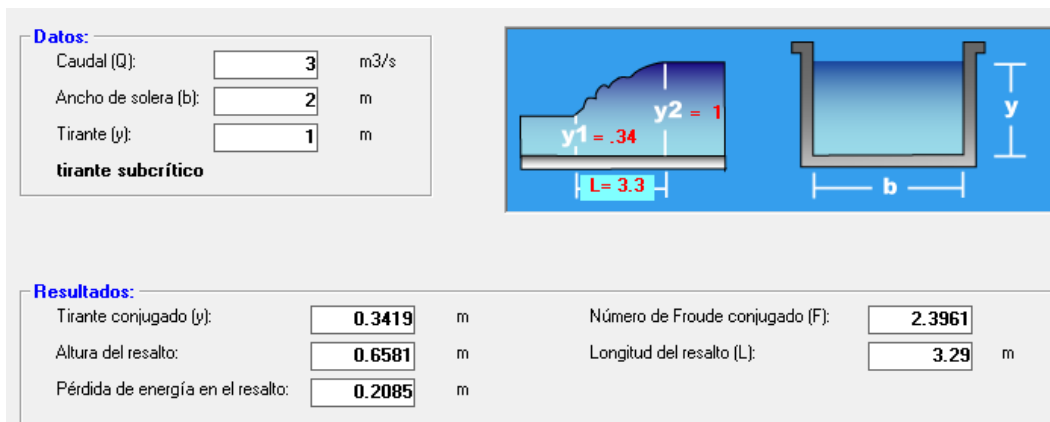 Datos:
Caudal (Q): 3 m3/s
Ancho de solera (b): 2 m
Tirante (y): 1 m
tirante subcrítico
y1 = .34
y2 = 1
L= 3.3
y
b
Resultados:
Tirante conjugado (y): 0.3419 m
Número de Froude conjugado (F): 2.3961
Altura del resalto: 0.6581 m
Longitud del resalto (L): 3.29 m
Pérdida de energía en el resalto: 0.2085 m